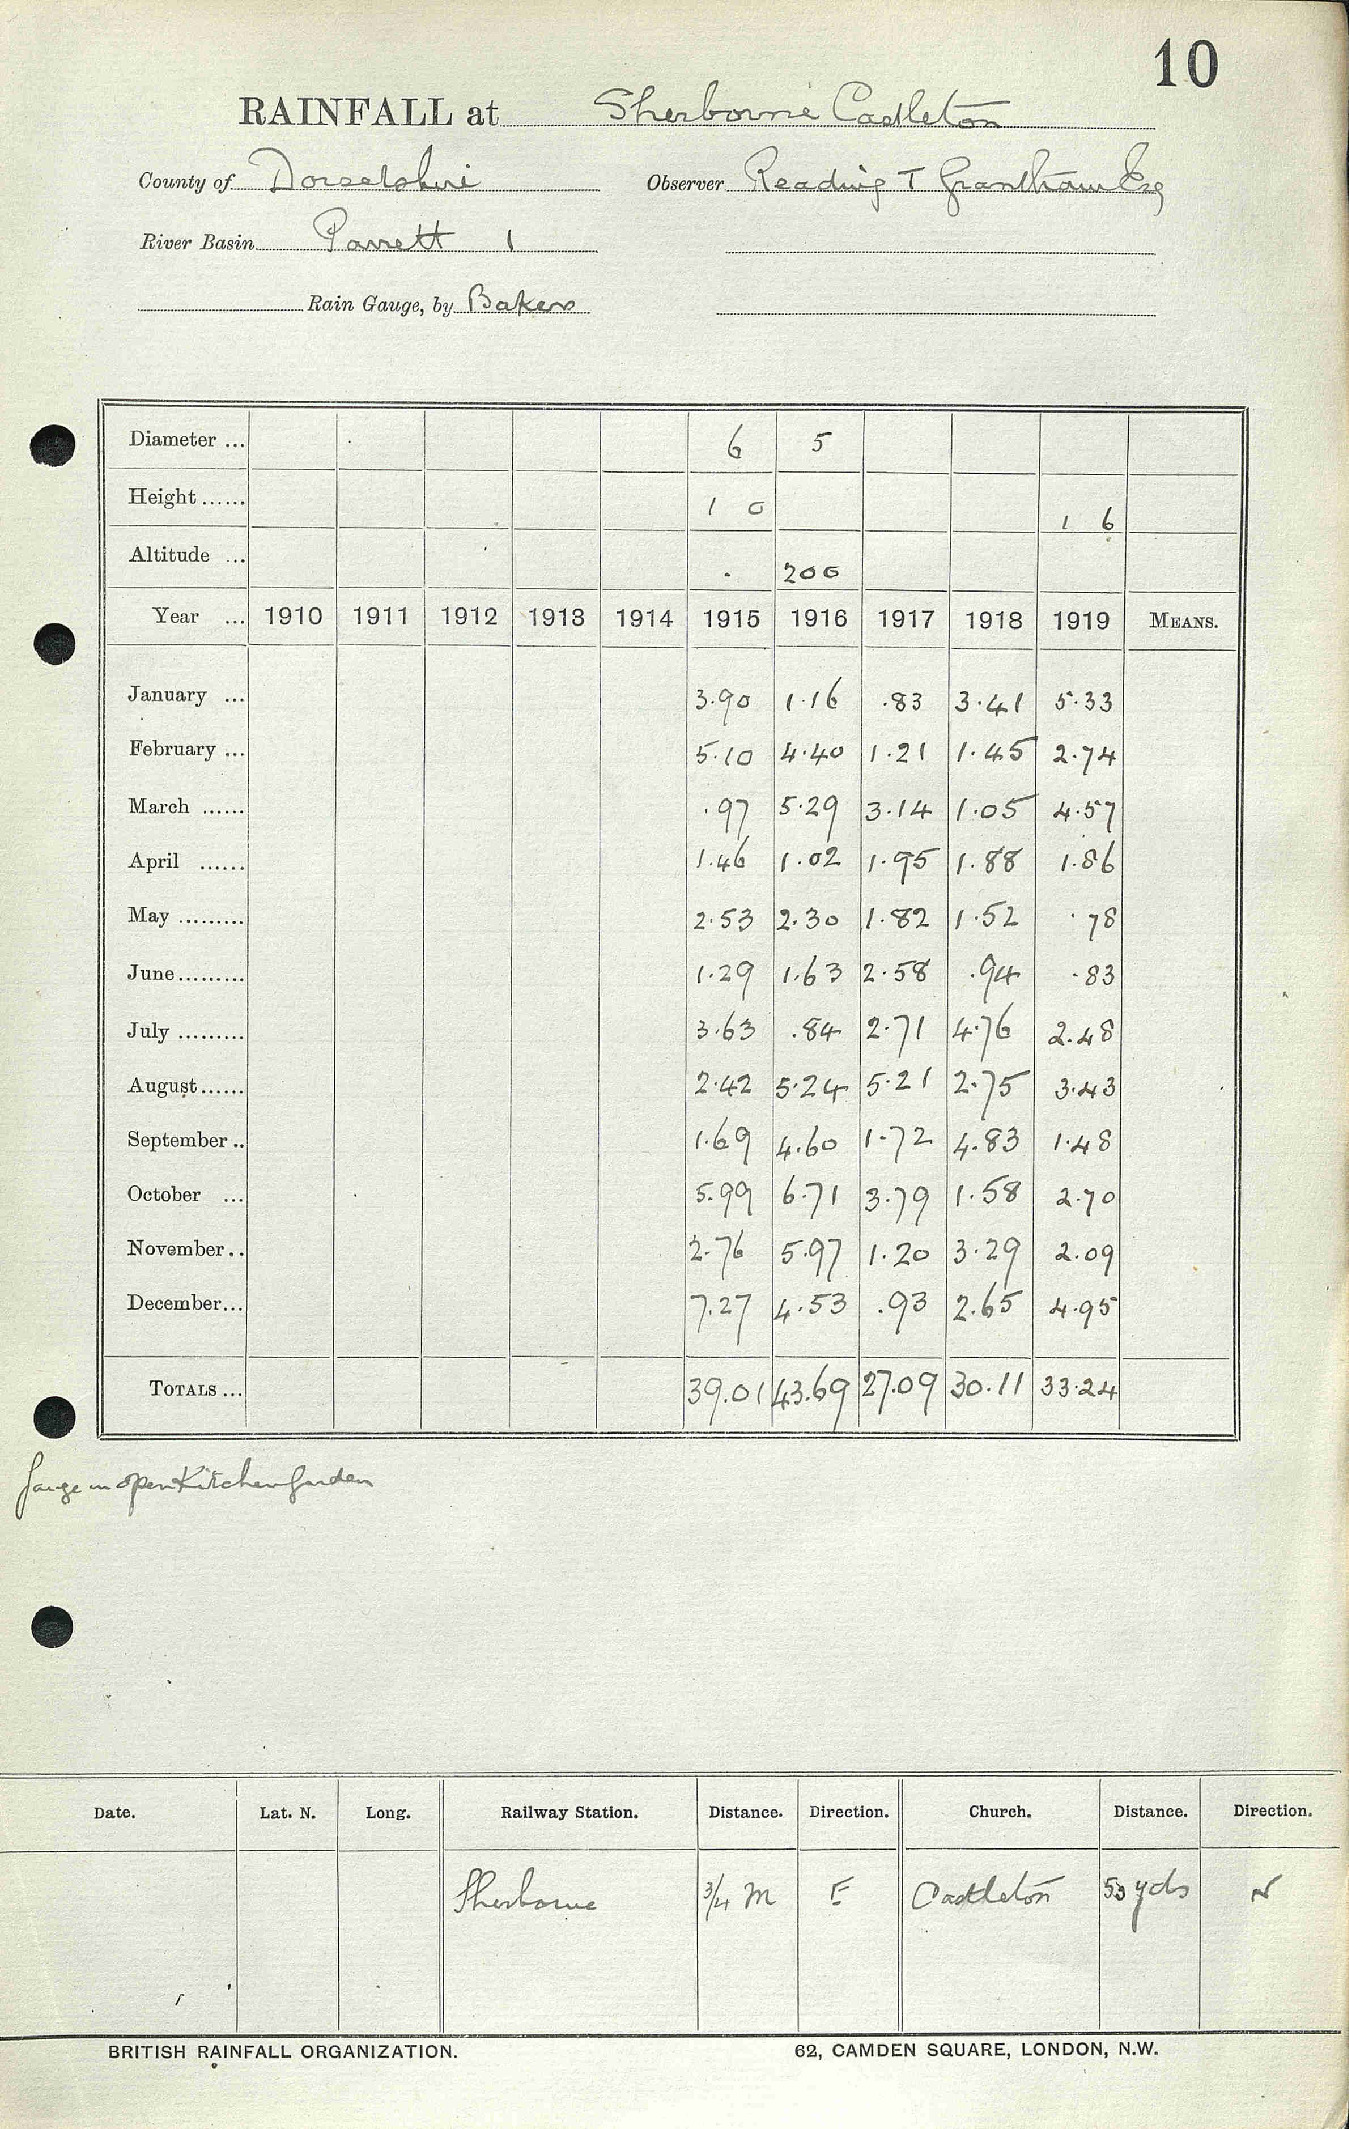 10
RAINFALL at Sherborne Castleton
County of Dorsetshire Observer Reading T Grantham Esq
River Basin Parrett 1
Rain Gauge, by Baker
Diameter ... 6 5
Height ...... 1 0 1 6
Altitude ... 200
Year ... 1910 1911 1912 1913 1914 1915 1916 1917 1918 1919 MEANS.
January ... 3.90 1.16 .83 3.41 5.33
February ... 5.10 4.40 1.21 1.45 2.74
March ...... .97 5.29 3.14 1.05 4.57
April ...... 1.46 1.02 1.95 1.88 1.86
May ......... 2.53 2.30 1.82 1.52 .78
June ......... 1.29 1.63 2.58 .94 .83
July ......... 3.63 .84 2.71 4.76 2.48
August ...... 2.42 5.24 5.21 2.75 3.43
September .. 1.69 4.60 1.72 4.83 1.48
October ... 5.99 6.71 3.79 1.58 2.70
November .. 2.76 5.97 1.20 3.29 2.09
December ... 7.27 4.53 .93 2.65 4.95
TOTALS ... 39.01 43.69 27.09 30.11 33.24
Gauge in open Kitchen Garden
Date. Lat. N. Long. Railway Station. Distance. Direction. Church. Distance. Direction.
Sherborne 3/4 M E Castleton 50 yds N
BRITISH RAINFALL ORGANIZATION. 62, CAMDEN SQUARE, LONDON, N.W.